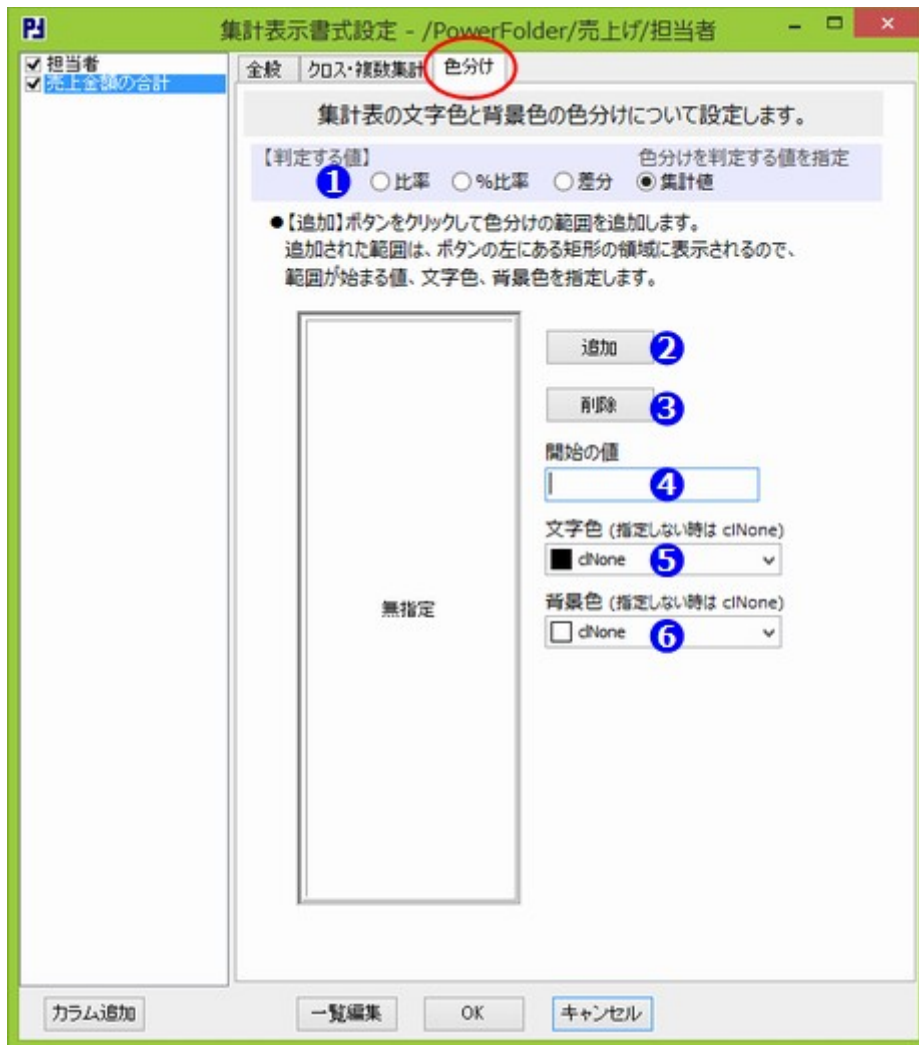 集計表示書式設定 - /PowerFolder/売上げ/担当者
担当者
売上金額の合計
全般 クロス・複数集計 色分け
集計表の文字色と背景色の色分けについて設定します。
【判定する値】 色分けを判定する値を指定
1 比率 %比率 差分 集計値
●【追加】ボタンをクリックして色分けの範囲を追加します。
追加された範囲は、ボタンの左にある矩形の領域に表示されるので、
範囲が始まる値、文字色、背景色を指定します。
追加 2
削除 3
開始の値
4
文字色 (指定しない時は clNone)
clNone 5
背景色 (指定しない時は clNone)
無指定
clNone 6
カラム追加 一覧編集 OK キャンセル